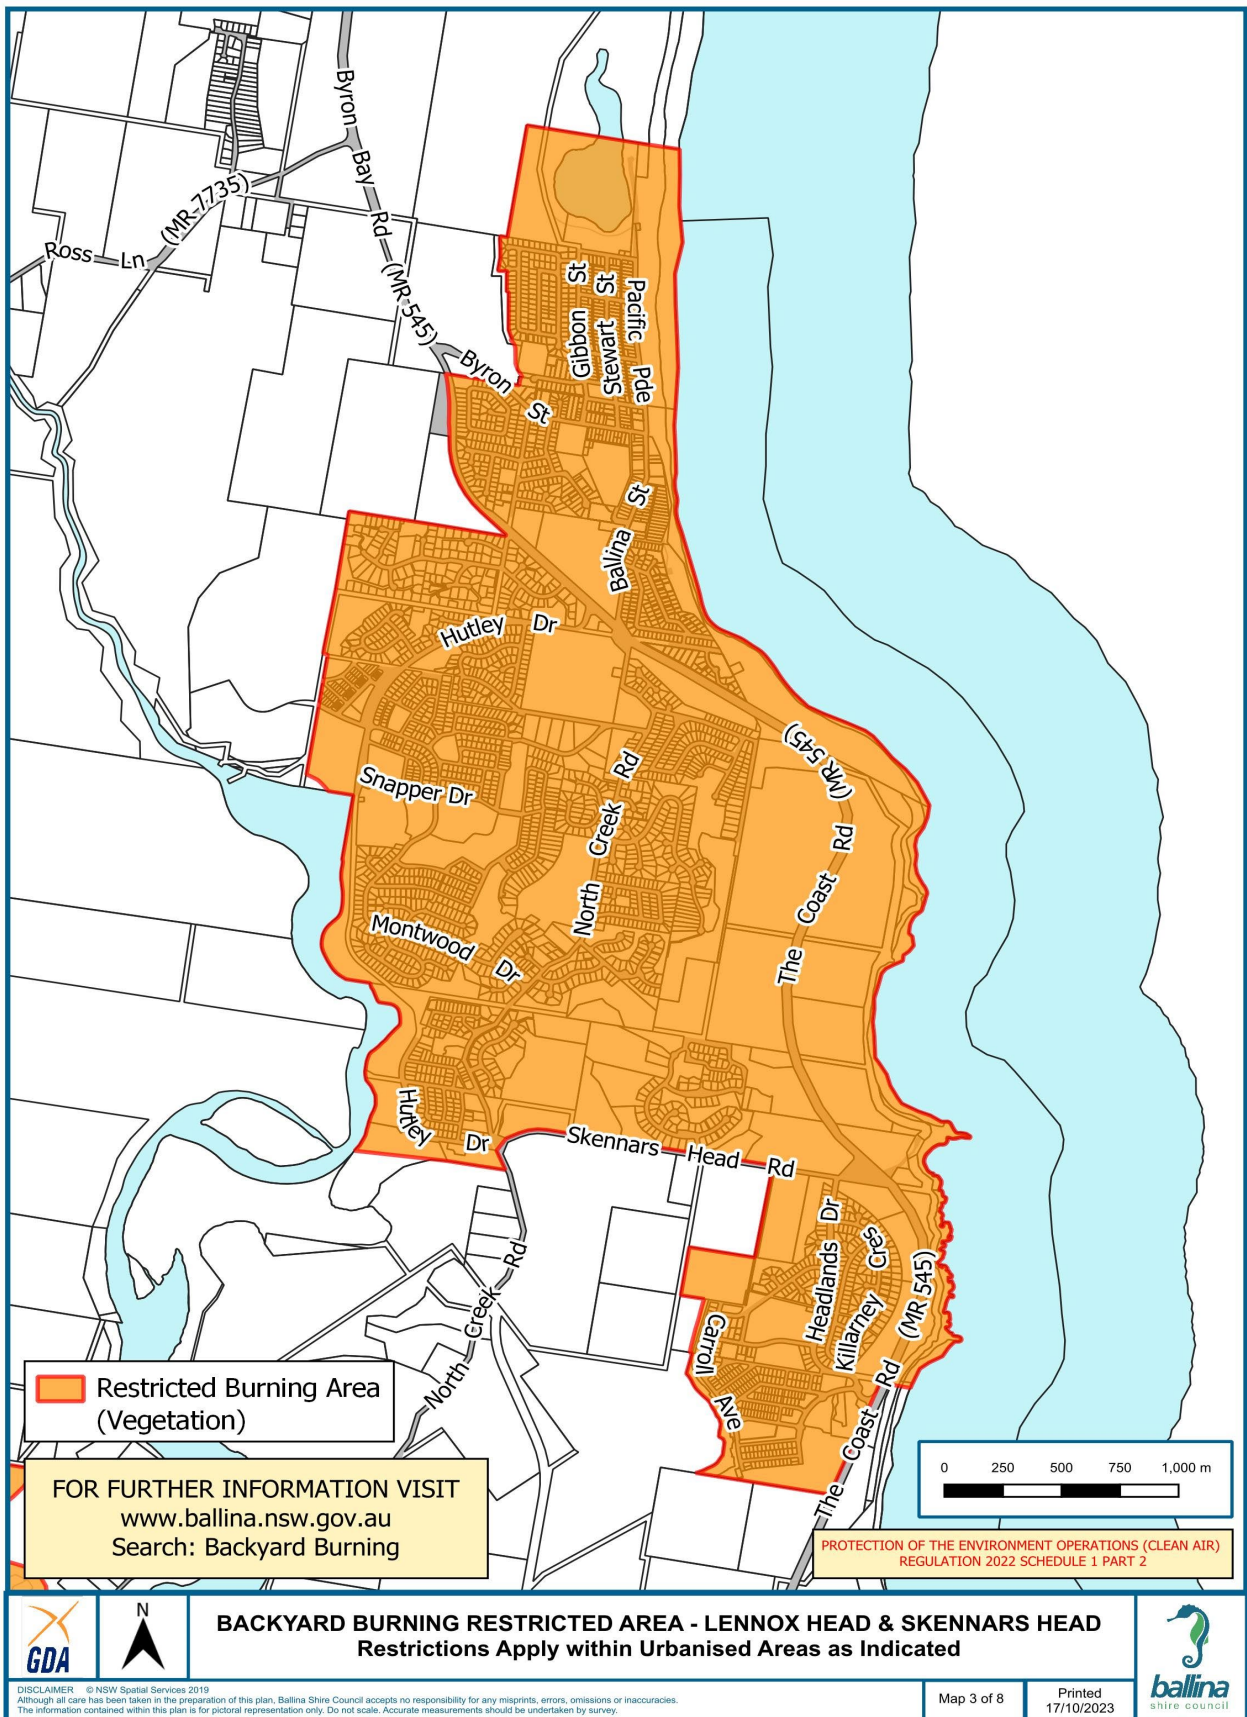 Byron Bay Rd (MR 545)
(MR 7735)
Ross Ln
Byron St
Gibbon St
Stewart St
Pacific Pde
Ballina St
Hutley Dr
Snapper Dr
North Creek Rd
(MR 545)
The Coast Rd
Montwood Dr
Hutley Dr
Skennars Head Rd
Headlands Dr
Killarney Cres
(MR 545)
Carroll Ave
The Coast Rd
North Creek Rd
Restricted Burning Area
(Vegetation)
FOR FURTHER INFORMATION VISIT
www.ballina.nsw.gov.au
Search: Backyard Burning
0 250 500 750 1,000 m
PROTECTION OF THE ENVIRONMENT OPERATIONS (CLEAN AIR)
REGULATION 2022 SCHEDULE 1 PART 2
GDA
N
BACKYARD BURNING RESTRICTED AREA - LENNOX HEAD & SKENNARS HEAD
Restrictions Apply within Urbanised Areas as Indicated
ballina
shire council
DISCLAIMER © NSW Spatial Services 2019
Although all care has been taken in the preparation of this plan, Ballina Shire Council accepts no responsibility for any misprints, errors, omissions or inaccuracies.
The information contained within this plan is for pictoral representation only. Do not scale. Accurate measurements should be undertaken by survey.
Map 3 of 8
Printed
17/10/2023